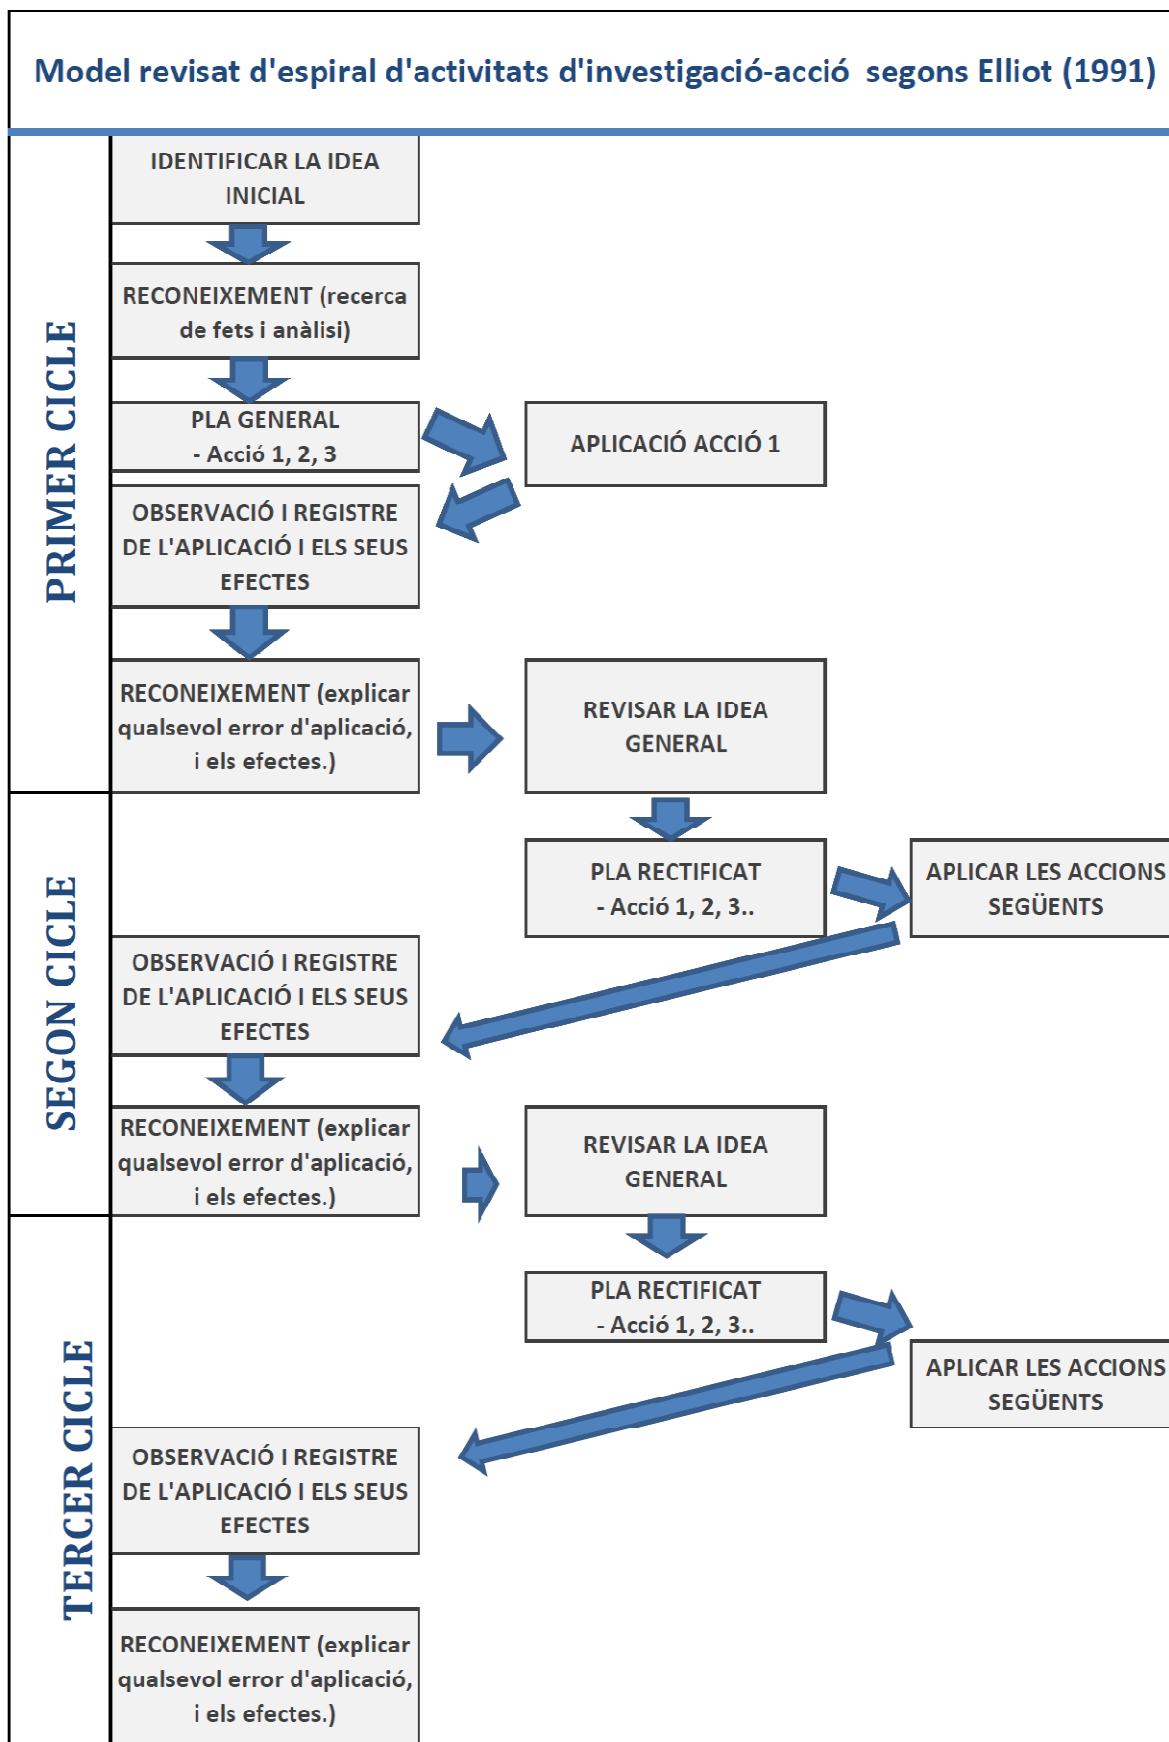 Model revisat d'espiral d'activitats d'investigació-acció segons Elliot (1991)
PRIMER CICLE
IDENTIFICAR LA IDEA
INICIAL
RECONEIXEMENT (recerca
de fets i anàlisi)
PLA GENERAL
- Acció 1, 2, 3
APLICACIÓ ACCIÓ 1
OBSERVACIÓ I REGISTRE
DE L'APLICACIÓ I ELS SEUS
EFECTES
RECONEIXEMENT (explicar
qualsevol error d'aplicació,
i els efectes.)
REVISAR LA IDEA
GENERAL
SEGON CICLE
PLA RECTIFICAT
- Acció 1, 2, 3..
APLICAR LES ACCIONS
SEGÜENTS
OBSERVACIÓ I REGISTRE
DE L'APLICACIÓ I ELS SEUS
EFECTES
RECONEIXEMENT (explicar
qualsevol error d'aplicació,
i els efectes.)
REVISAR LA IDEA
GENERAL
TERCER CICLE
PLA RECTIFICAT
- Acció 1, 2, 3..
APLICAR LES ACCIONS
SEGÜENTS
OBSERVACIÓ I REGISTRE
DE L'APLICACIÓ I ELS SEUS
EFECTES
RECONEIXEMENT (explicar
qualsevol error d'aplicació,
i els efectes.)